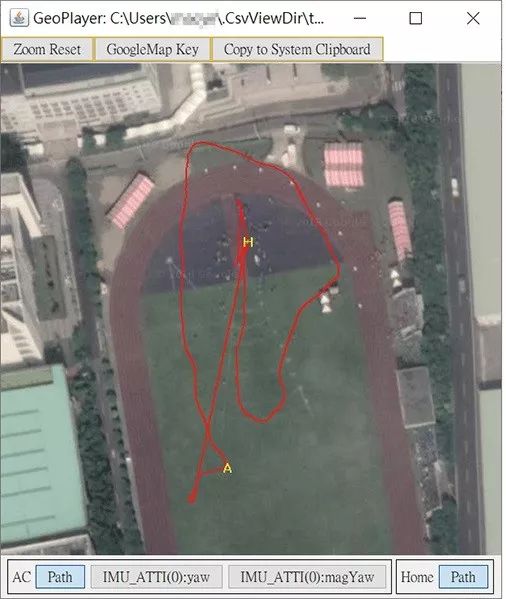 GeoPlayer: C:\Users\ \.CsvViewDir\t...
Zoom Reset GoogleMap Key Copy to System Clipboard
H
A
AC Path IMU_ATTI(0):yaw IMU_ATTI(0):magYaw Home Path